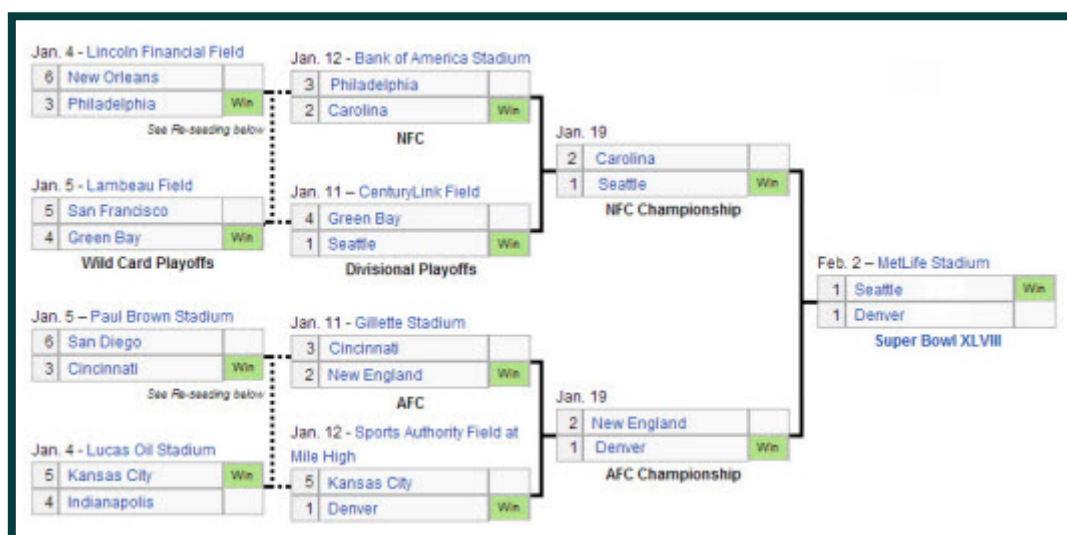 Jan. 4 - Lincoln Financial Field
6 New Orleans
3 Philadelphia Win
See Re-seeding below
Jan. 5 - Lambeau Field
5 San Francisco
4 Green Bay Win
Wild Card Playoffs
Jan. 5 – Paul Brown Stadium
6 San Diego
3 Cincinnati Win
See Re-seeding below
Jan. 4 - Lucas Oil Stadium
5 Kansas City Win
4 Indianapolis
Jan. 12 - Bank of America Stadium
3 Philadelphia
2 Carolina Win
NFC
Jan. 11 – CenturyLink Field
4 Green Bay
1 Seattle Win
Divisional Playoffs
Jan. 11 - Gillette Stadium
3 Cincinnati
2 New England Win
AFC
Jan. 12 - Sports Authority Field at
Mile High
5 Kansas City
1 Denver Win
Jan. 19
2 Carolina
1 Seattle Win
NFC Championship
Jan. 19
2 New England
1 Denver Win
AFC Championship
Feb. 2 – MetLife Stadium
1 Seattle Win
1 Denver
Super Bowl XLVIII